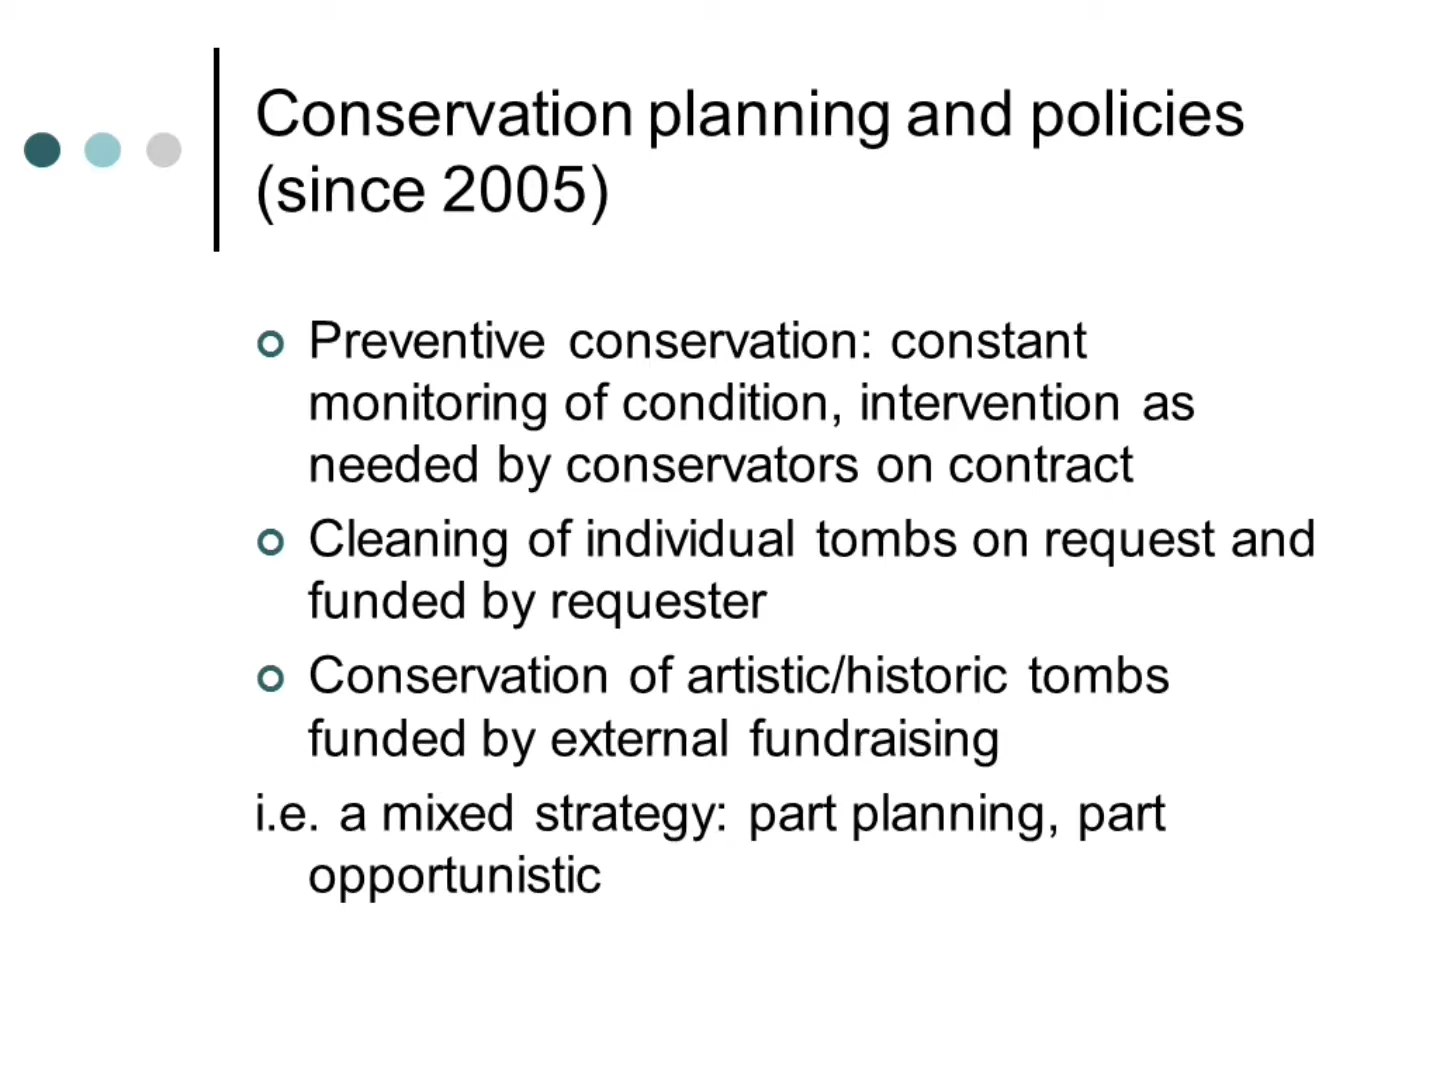 Conservation planning and policies
(since 2005)
Preventive conservation: constant
monitoring of condition, intervention as
needed by conservators on contract
Cleaning of individual tombs on request and
funded by requester
Conservation of artistic/historic tombs
funded by external fundraising
i.e. a mixed strategy: part planning, part
opportunistic